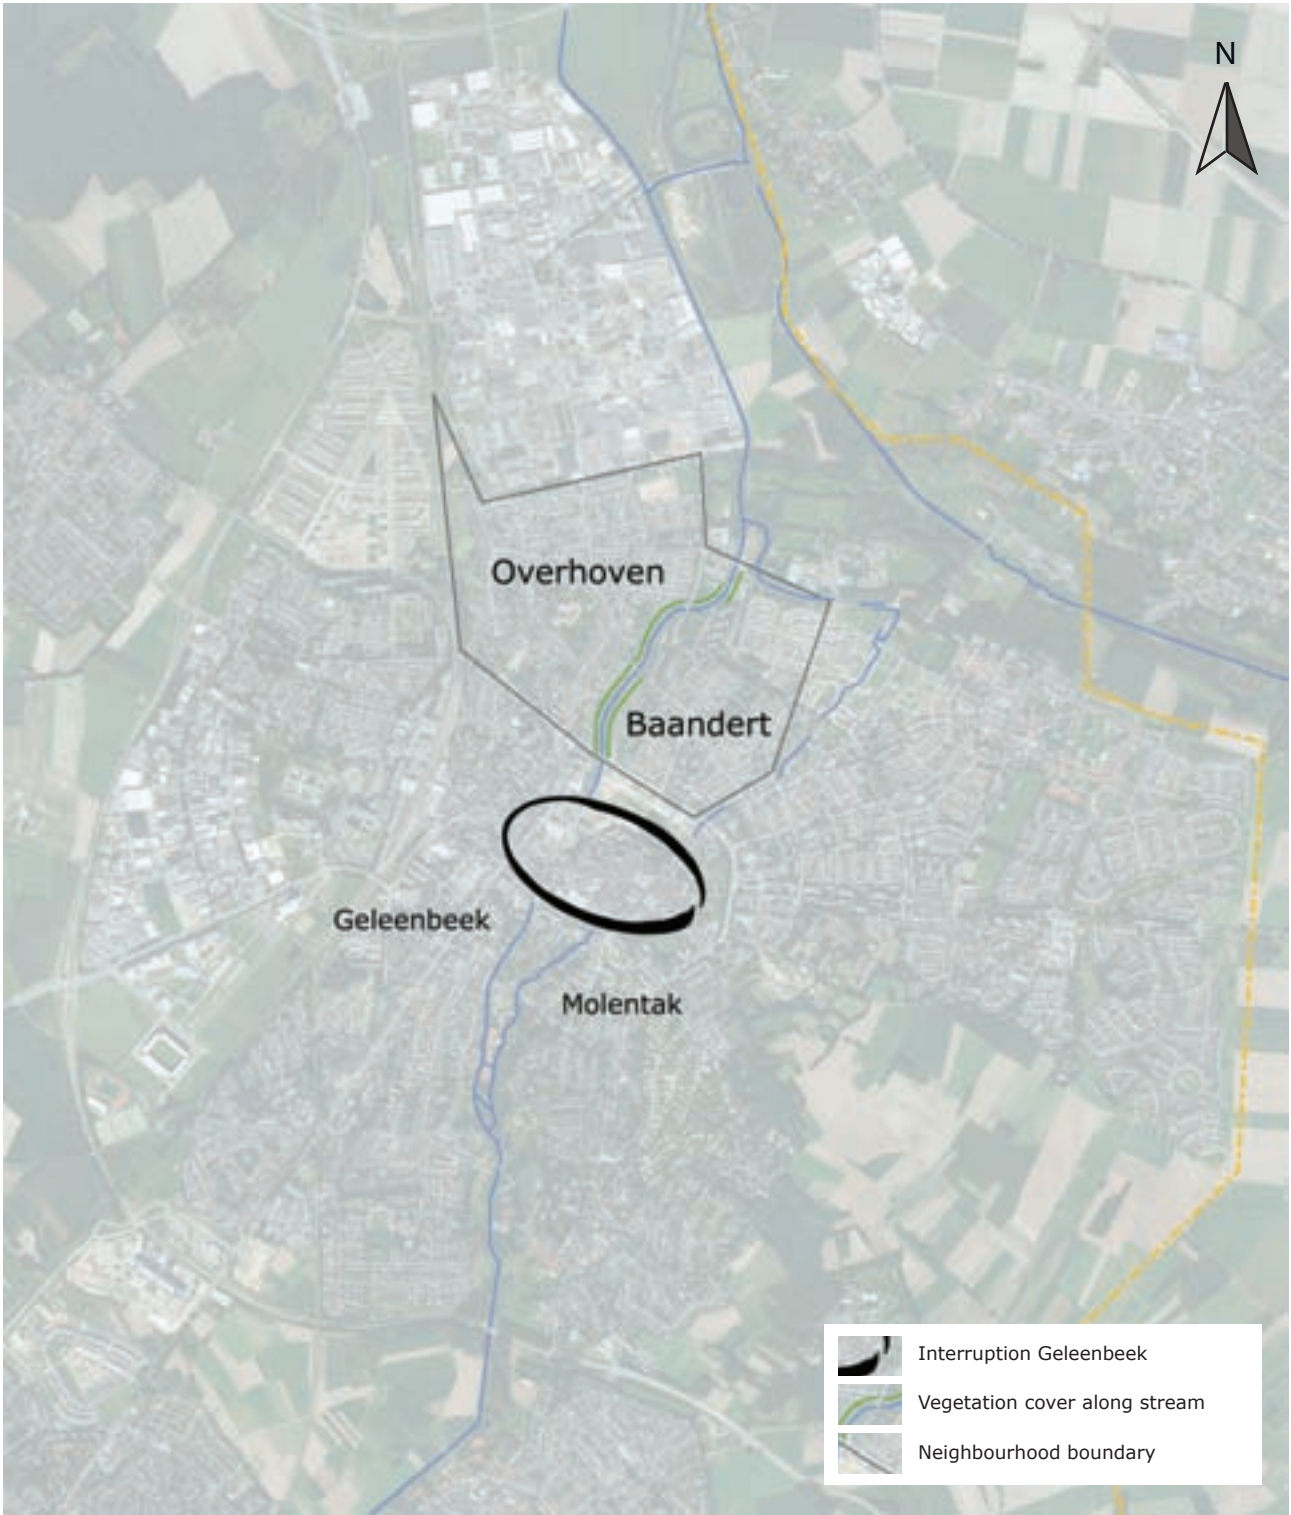 N
Overhoven
Baandert
Geleenbeek
Molentak
Interruption Geleenbeek
Vegetation cover along stream
Neighbourhood boundary